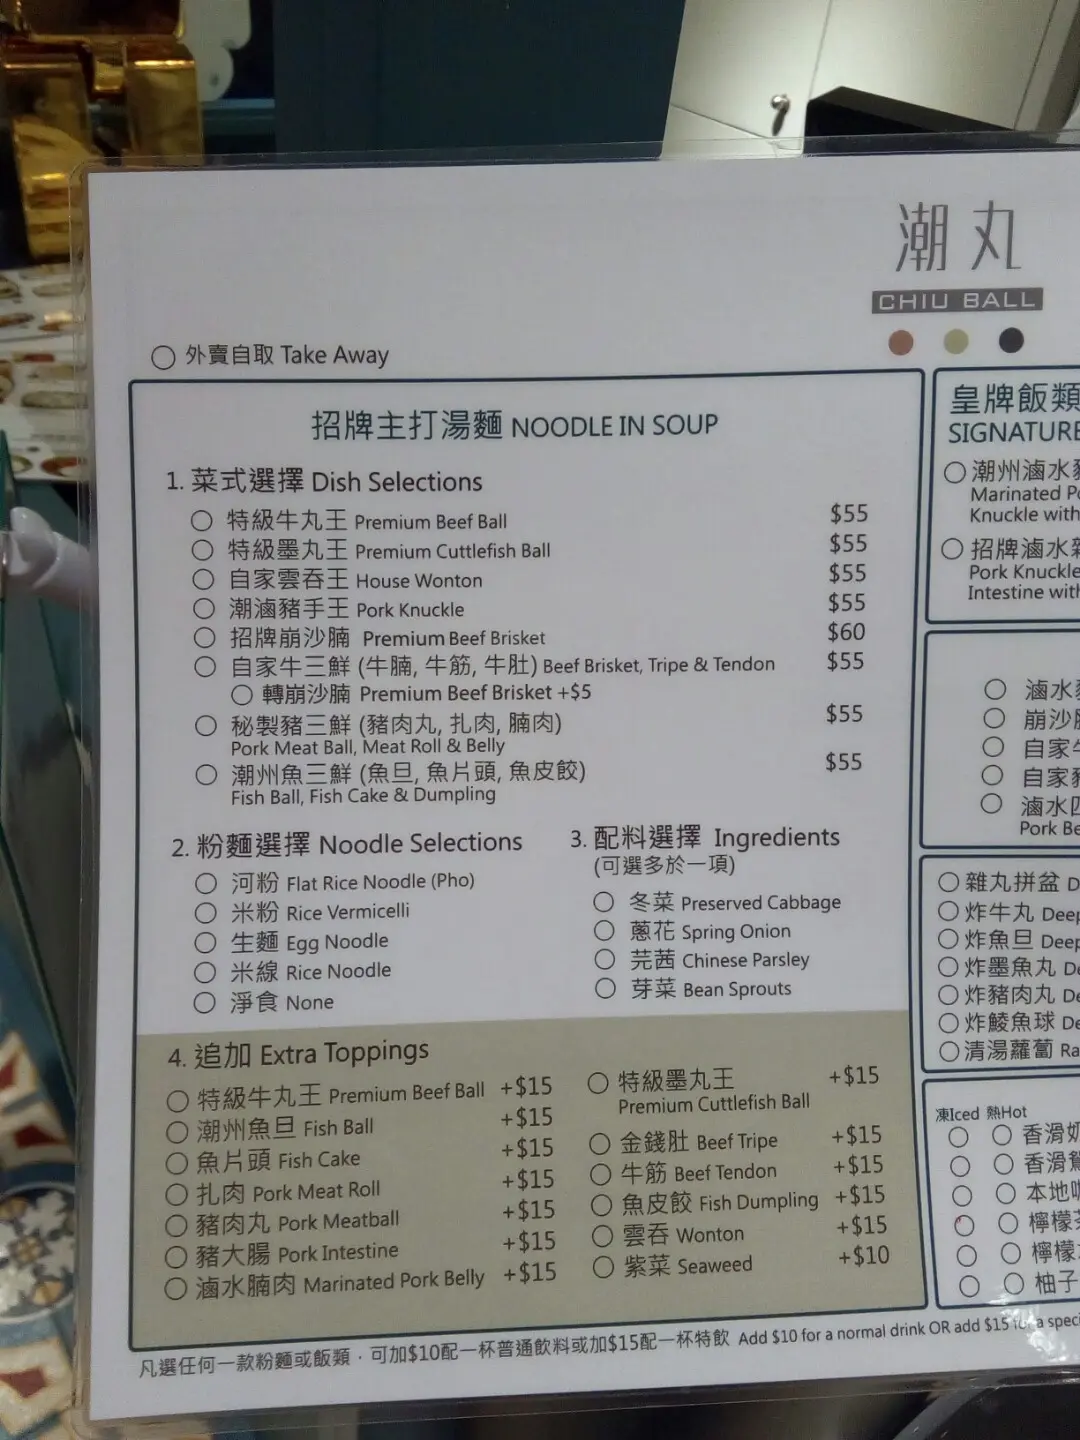 潮丸
CHIU BALL
外賣自取 Take Away
招牌主打湯麵 NOODLE IN SOUP
1. 菜式選擇 Dish Selections
特級牛丸王 Premium Beef Ball $55
特級墨丸王 Premium Cuttlefish Ball $55
自家雲吞王 House Wonton $55
潮滷豬手王 Pork Knuckle $55
招牌崩沙腩 Premium Beef Brisket $60
自家牛三鮮 (牛腩, 牛筋, 牛肚) Beef Brisket, Tripe & Tendon $55
轉崩沙腩 Premium Beef Brisket +$5
秘製豬三鮮 (豬肉丸, 扎肉, 腩肉) $55
Pork Meat Ball, Meat Roll & Belly
潮州魚三鮮 (魚旦, 魚片頭, 魚皮餃) $55
Fish Ball, Fish Cake & Dumpling
2. 粉麵選擇 Noodle Selections
河粉 Flat Rice Noodle (Pho)
米粉 Rice Vermicelli
生麵 Egg Noodle
米線 Rice Noodle
淨食 None
3. 配料選擇 Ingredients
(可選多於一項)
冬菜 Preserved Cabbage
蔥花 Spring Onion
芫茜 Chinese Parsley
芽菜 Bean Sprouts
4. 追加 Extra Toppings
特級牛丸王 Premium Beef Ball +$15
潮州魚旦 Fish Ball +$15
魚片頭 Fish Cake +$15
扎肉 Pork Meat Roll +$15
豬肉丸 Pork Meatball +$15
豬大腸 Pork Intestine +$15
滷水腩肉 Marinated Pork Belly +$15
特級墨丸王 +$15
Premium Cuttlefish Ball
金錢肚 Beef Tripe +$15
牛筋 Beef Tendon +$15
魚皮餃 Fish Dumpling +$15
雲吞 Wonton +$15
紫菜 Seaweed +$10
皇牌飯類
SIGNATURE
潮州滷水
Marinated
Knuckle with
招牌滷水
Pork Knuckle
Intestine with
滷水
崩沙
自家
自家
滷水
Pork
雜丸拼盆
炸牛丸 Deep
炸魚旦 Deep
炸墨魚丸
炸豬肉丸
炸鯪魚球
清湯蘿蔔
凍Iced 熱Hot
香滑
香滑
本地
檸檬
檸檬
柚子
凡選任何一款粉麵或飯類，可加$10配一杯普通飲料或加$15配一杯特飲 Add $10 for a normal drink OR add $15 for a